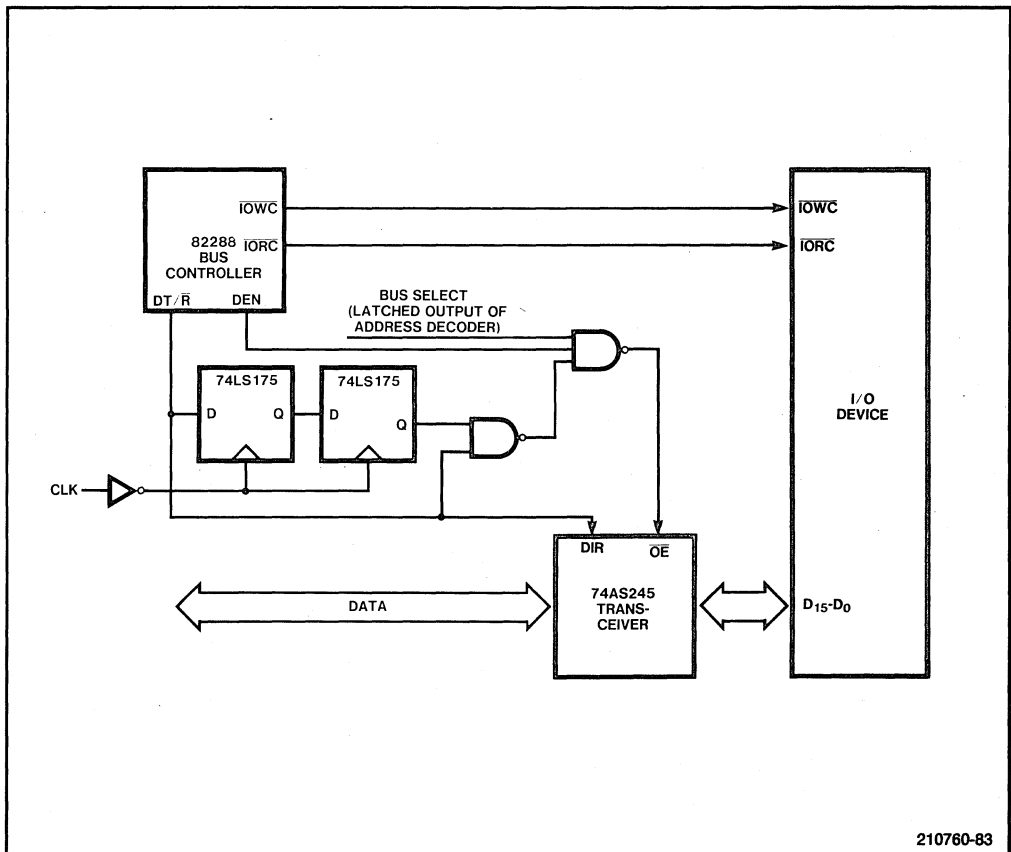 IOWC
IOWC
82288
IORC
BUS
CONTROLLER
IORC
DT/R
DEN
BUS SELECT
(LATCHED OUTPUT OF
ADDRESS DECODER)
74LS175
D
Q
74LS175
D
Q
I/O
DEVICE
CLK
DIR
OE
DATA
74AS245
TRANS-
CEIVER
D15-D0
210760-83